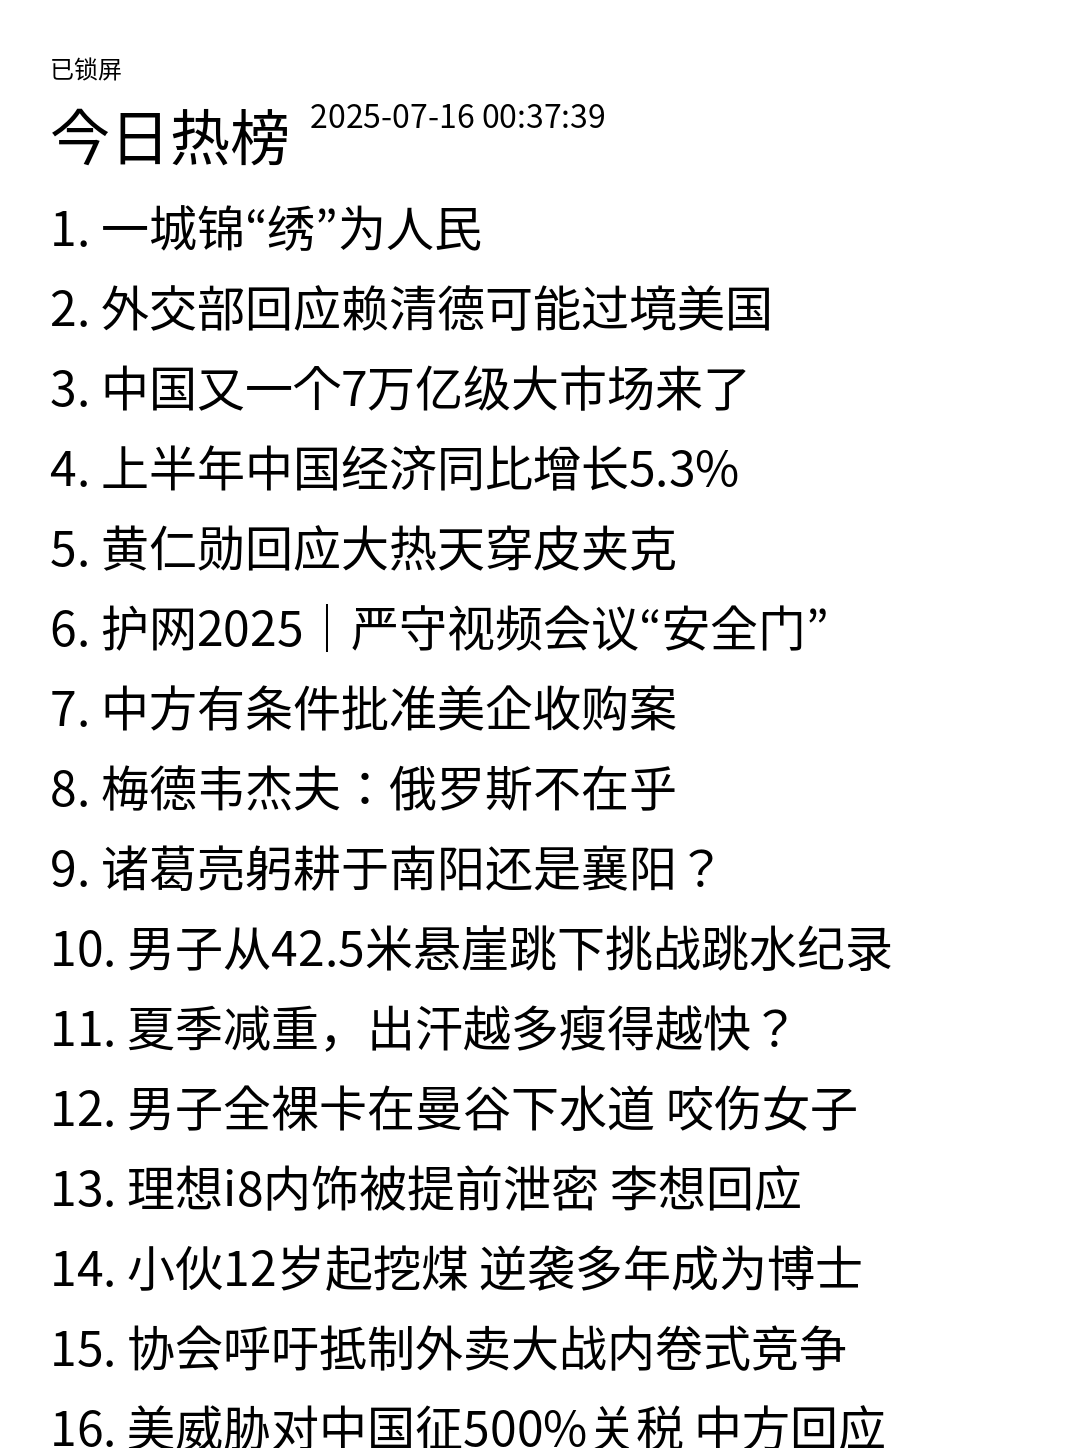 已锁屏
今日热榜 2025-07-16 00:37:39
1. 一城锦“绣”为人民
2. 外交部回应赖清德可能过境美国
3. 中国又一个7万亿级大市场来了
4. 上半年中国经济同比增长5.3%
5. 黄仁勋回应大热天穿皮夹克
6. 护网2025｜严守视频会议“安全门”
7. 中方有条件批准美企收购案
8. 梅德韦杰夫：俄罗斯不在乎
9. 诸葛亮躬耕于南阳还是襄阳？
10. 男子从42.5米悬崖跳下挑战跳水纪录
11. 夏季减重，出汗越多瘦得越快？
12. 男子全裸卡在曼谷下水道 咬伤女子
13. 理想i8内饰被提前泄密 李想回应
14. 小伙12岁起挖煤 逆袭多年成为博士
15. 协会呼吁抵制外卖大战内卷式竞争
16. 美威胁对中国征500%关税 中方回应